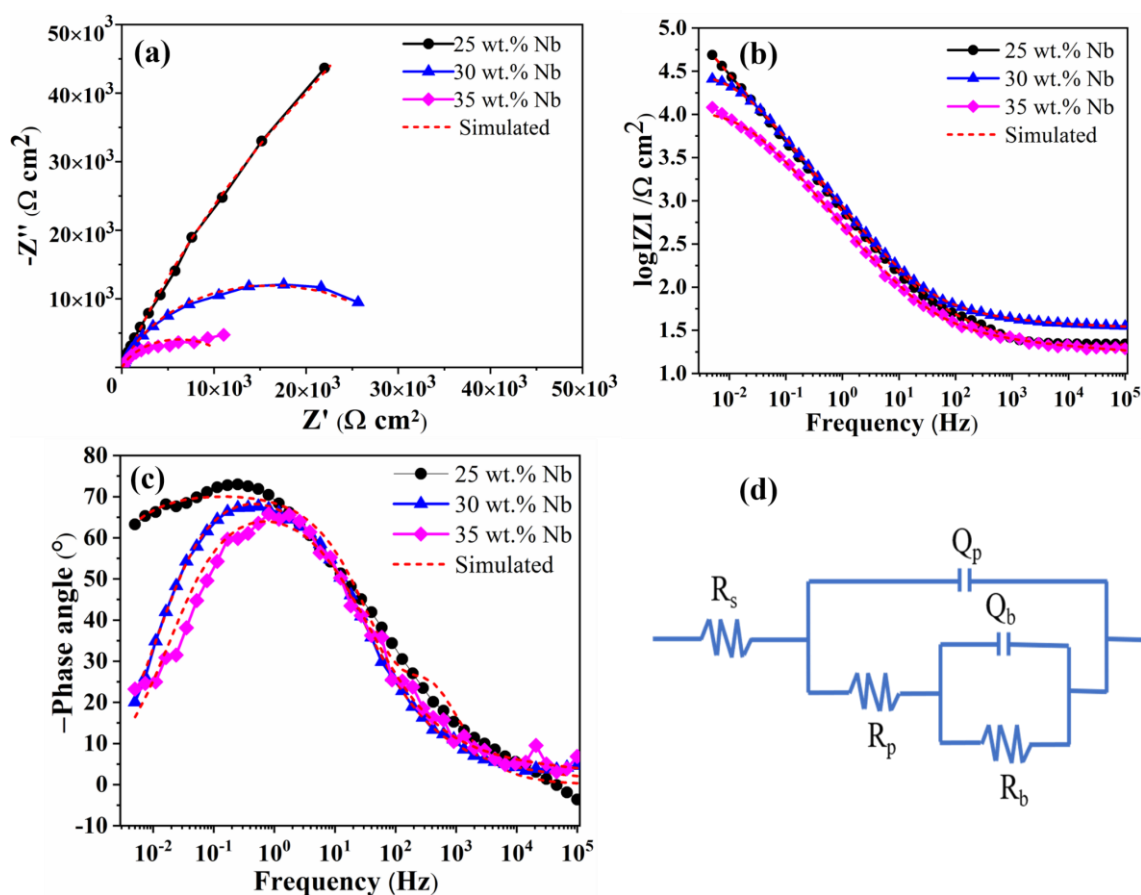 (a)
25 wt.% Nb
30 wt.% Nb
35 wt.% Nb
Simulated
50×10³
40×10³
30×10³
20×10³
10×10³
0
-Z'' (Ω cm²)
0
10×10³
20×10³
30×10³
40×10³
50×10³
Z' (Ω cm²)
(b)
25 wt.% Nb
30 wt.% Nb
35 wt.% Nb
Simulated
5.0
4.5
4.0
3.5
3.0
2.5
2.0
1.5
1.0
logIZI /Ω cm²
10⁻²
10⁻¹
10⁰
10¹
10²
10³
10⁴
10⁵
Frequency (Hz)
(c)
25 wt.% Nb
30 wt.% Nb
35 wt.% Nb
Simulated
80
70
60
50
40
30
20
10
0
-10
–Phase angle (°)
10⁻²
10⁻¹
10⁰
10¹
10²
10³
10⁴
10⁵
Frequency (Hz)
(d)
Qp
Rs
Qb
Rp
Rb